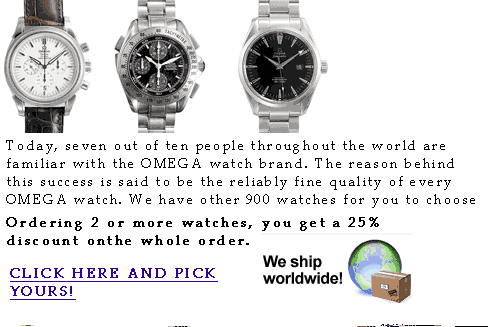 Today, seven out of ten people throughout the world are
familiar with the OMEGA watch brand. The reason behind
this success is said to be the reliably fine quality of every
OMEGA watch. We have other 900 watches for you to choose
Ordering 2 or more watches, you get a 25%
discount onthe whole order.
We ship
worldwide!
CLICK HERE AND PICK
YOURS!